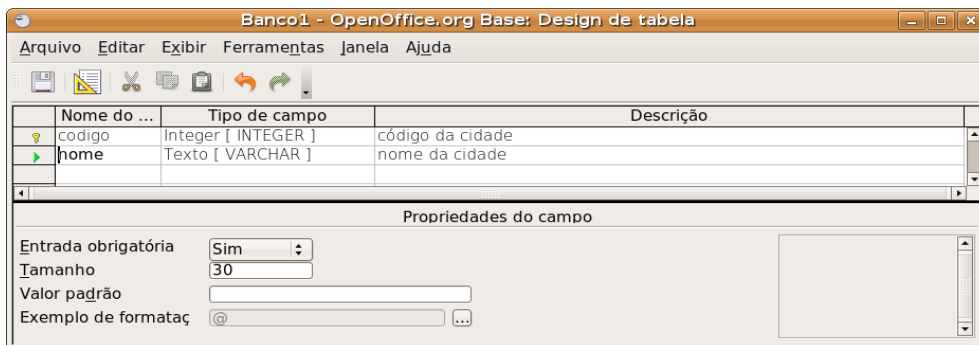 Banco1 - OpenOffice.org Base: Design de tabela
Arquivo Editar Exibir Ferramentas Janela Ajuda
Nome do ... Tipo de campo Descrição
codigo Integer [ INTEGER ] código da cidade
nome Texto [ VARCHAR ] nome da cidade
Propriedades do campo
Entrada obrigatória Sim
Tamanho 30
Valor padrão
Exemplo de formataç @ ...